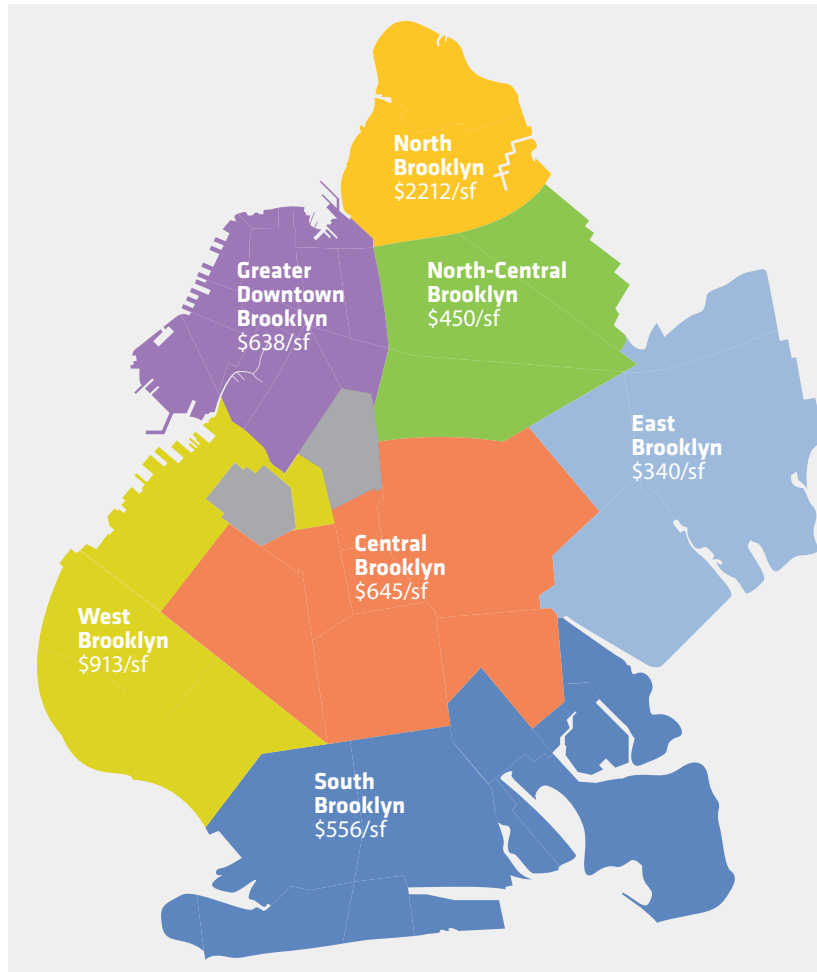 North
Brooklyn
$2212/sf
Greater
Downtown
Brooklyn
$638/sf
North-Central
Brooklyn
$450/sf
East
Brooklyn
$340/sf
Central
Brooklyn
$645/sf
West
Brooklyn
$913/sf
South
Brooklyn
$556/sf